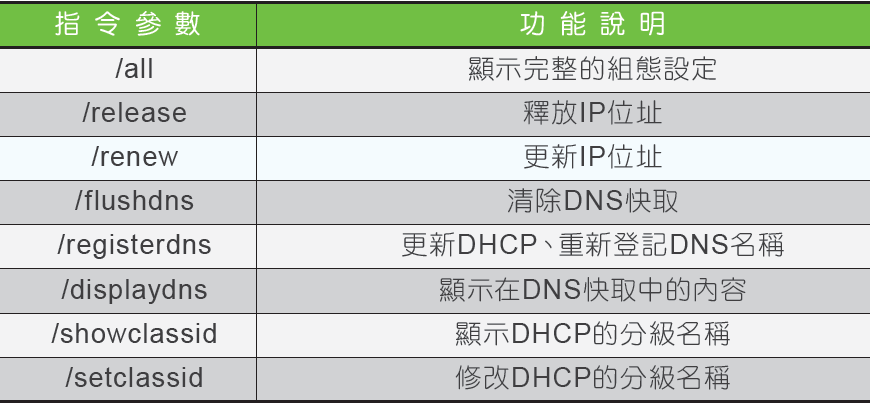 指令參數 功能說明
/all 顯示完整的組態設定
/release 釋放IP位址
/renew 更新IP位址
/flushdns 清除DNS快取
/registerdns 更新DHCP、重新登記DNS名稱
/displaydns 顯示在DNS快取中的內容
/showclassid 顯示DHCP的分級名稱
/setclassid 修改DHCP的分級名稱